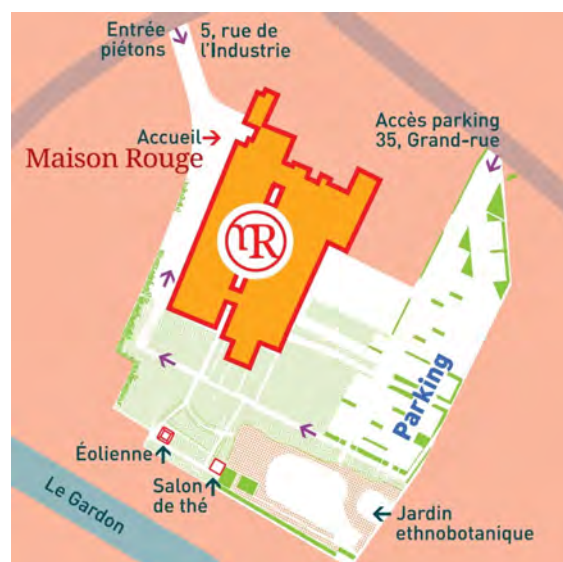 Entrée
piétons
5, rue de
l'Industrie
Accueil
Maison Rouge
Accès parking
35, Grand-rue
mR
Parking
Éolienne
Salon
de thé
Le Gardon
Jardin
ethnobotanique